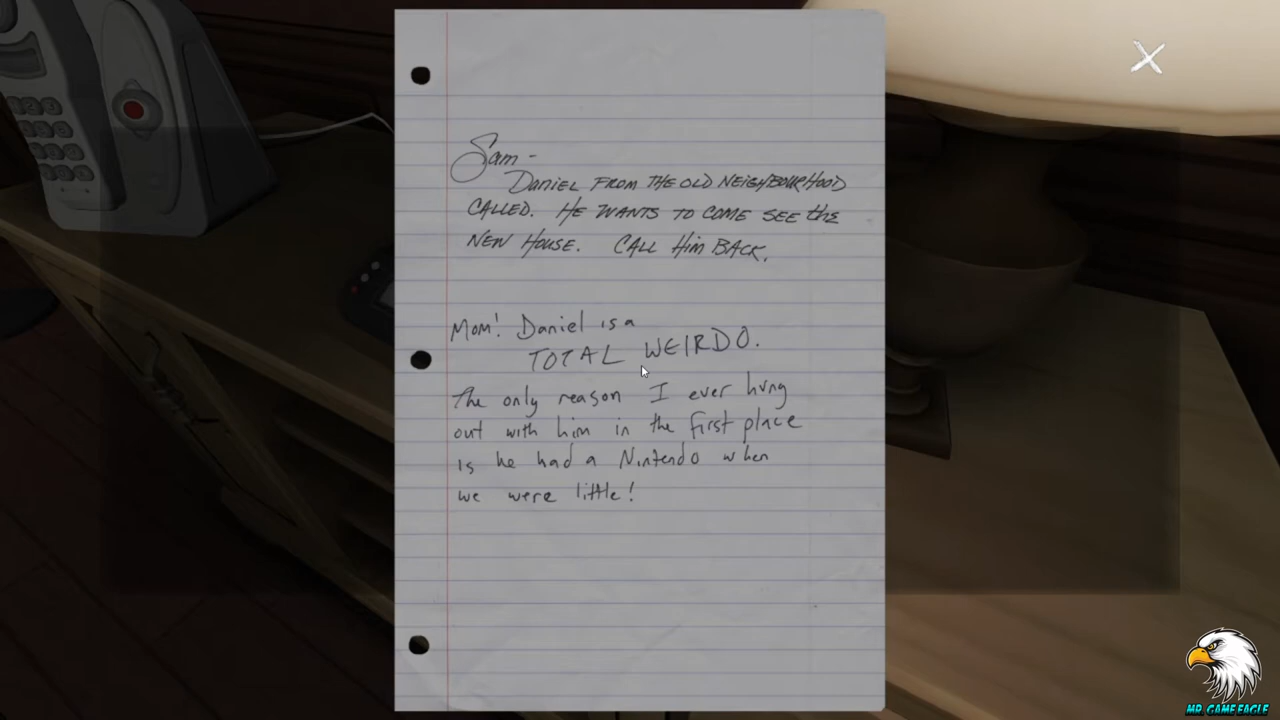 Sam -
DANIEL FROM THE OLD NEIGHBOURHOOD
CALLED. HE WANTS TO COME SEE the
NEW HOUSE. CALL HIM BACK.
Mom! Daniel is a
TOTAL WEIRDO.
The only reason I ever hung
out with him in the first place
is he had a Nintendo when
we were little!
MR GAME EAGLE